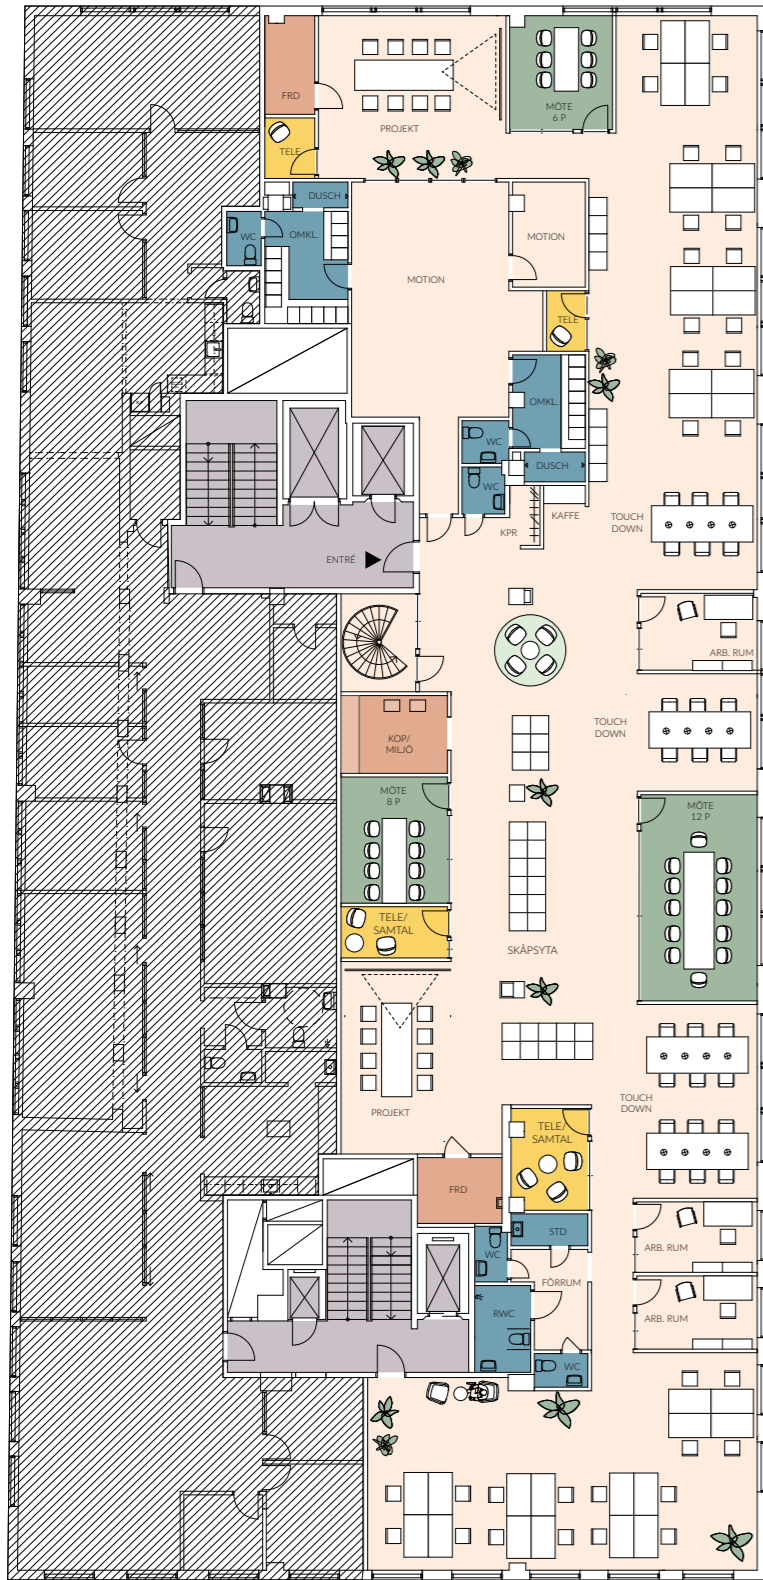 FRD
MÖTE
6 P
PROJEKT
TELE
DUSCH
WC
OMKL.
MOTION
MOTION
TELE
OMKL.
WC
DUSCH
WC
KAFFE
KPR
TOUCH
DOWN
ENTRÉ
ARB. RUM
TOUCH
DOWN
KOP/
MILJÖ
MÖTE
8 P
MÖTE
12 P
TELE/
SAMTAL
SKÅPSYTA
PROJEKT
TOUCH
DOWN
TELE/
SAMTAL
FRD
STD
WC
FÖRRUM
ARB. RUM
RWC
ARB. RUM
WC